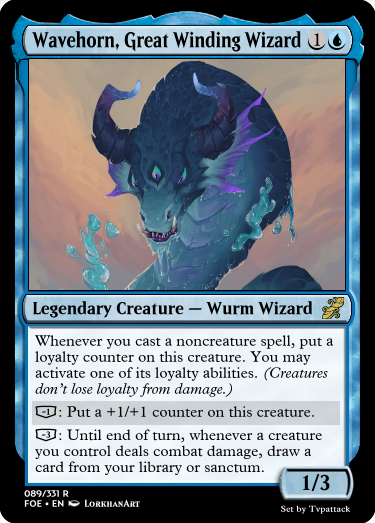 Wavehorn, Great Winding Wizard 1
Legendary Creature — Wurm Wizard
Whenever you cast a noncreature spell, put a
loyalty counter on this creature. You may
activate one of its loyalty abilities. (Creatures
don't lose loyalty from damage.)
-1: Put a +1/+1 counter on this creature.
-3: Until end of turn, whenever a creature
you control deals combat damage, draw a
card from your library or sanctum.
1/3
089/331 R
FOE • EN LorkhanArt
Set by Tvpattack